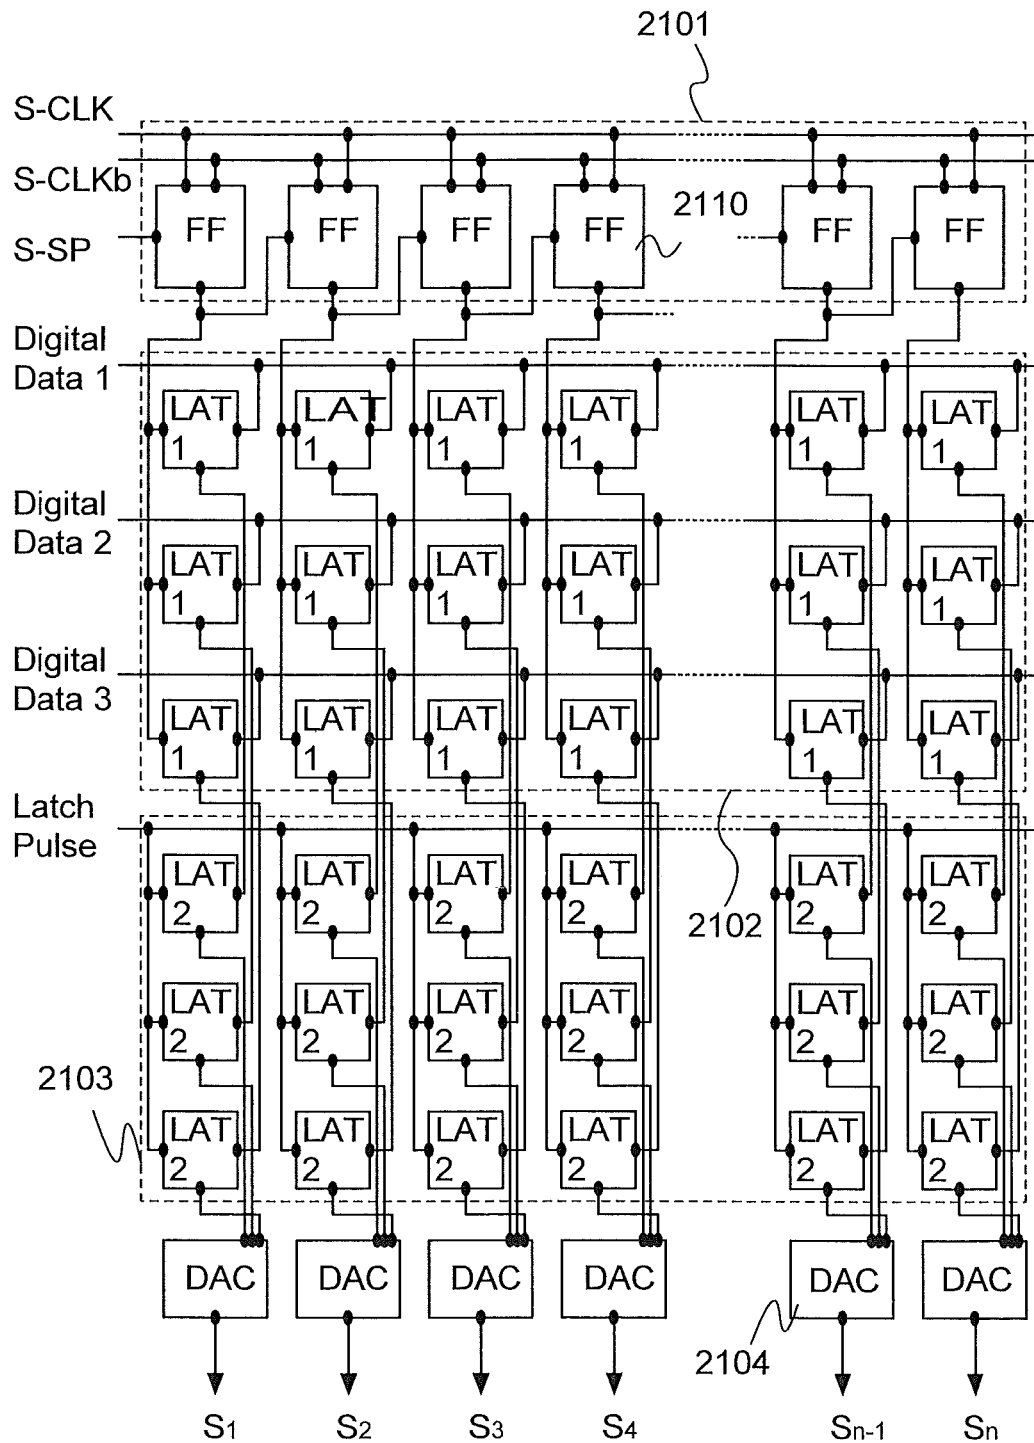 2101
S-CLK
S-CLKb
2110
FF FF FF FF FF FF
S-SP
Digital
Data 1
LAT LAT LAT LAT LAT LAT
1 1 1 1 1 1
Digital
Data 2
LAT LAT LAT LAT LAT LAT
1 1 1 1 1 1
Digital
Data 3
LAT LAT LAT LAT LAT LAT
1 1 1 1 1 1
Latch
Pulse
LAT LAT LAT LAT LAT LAT
2 2 2 2 2 2
2102
LAT LAT LAT LAT LAT LAT
2 2 2 2 2 2
2103
LAT LAT LAT LAT LAT LAT
2 2 2 2 2 2
DAC DAC DAC DAC DAC DAC
2104
S1 S2 S3 S4 Sn-1 Sn